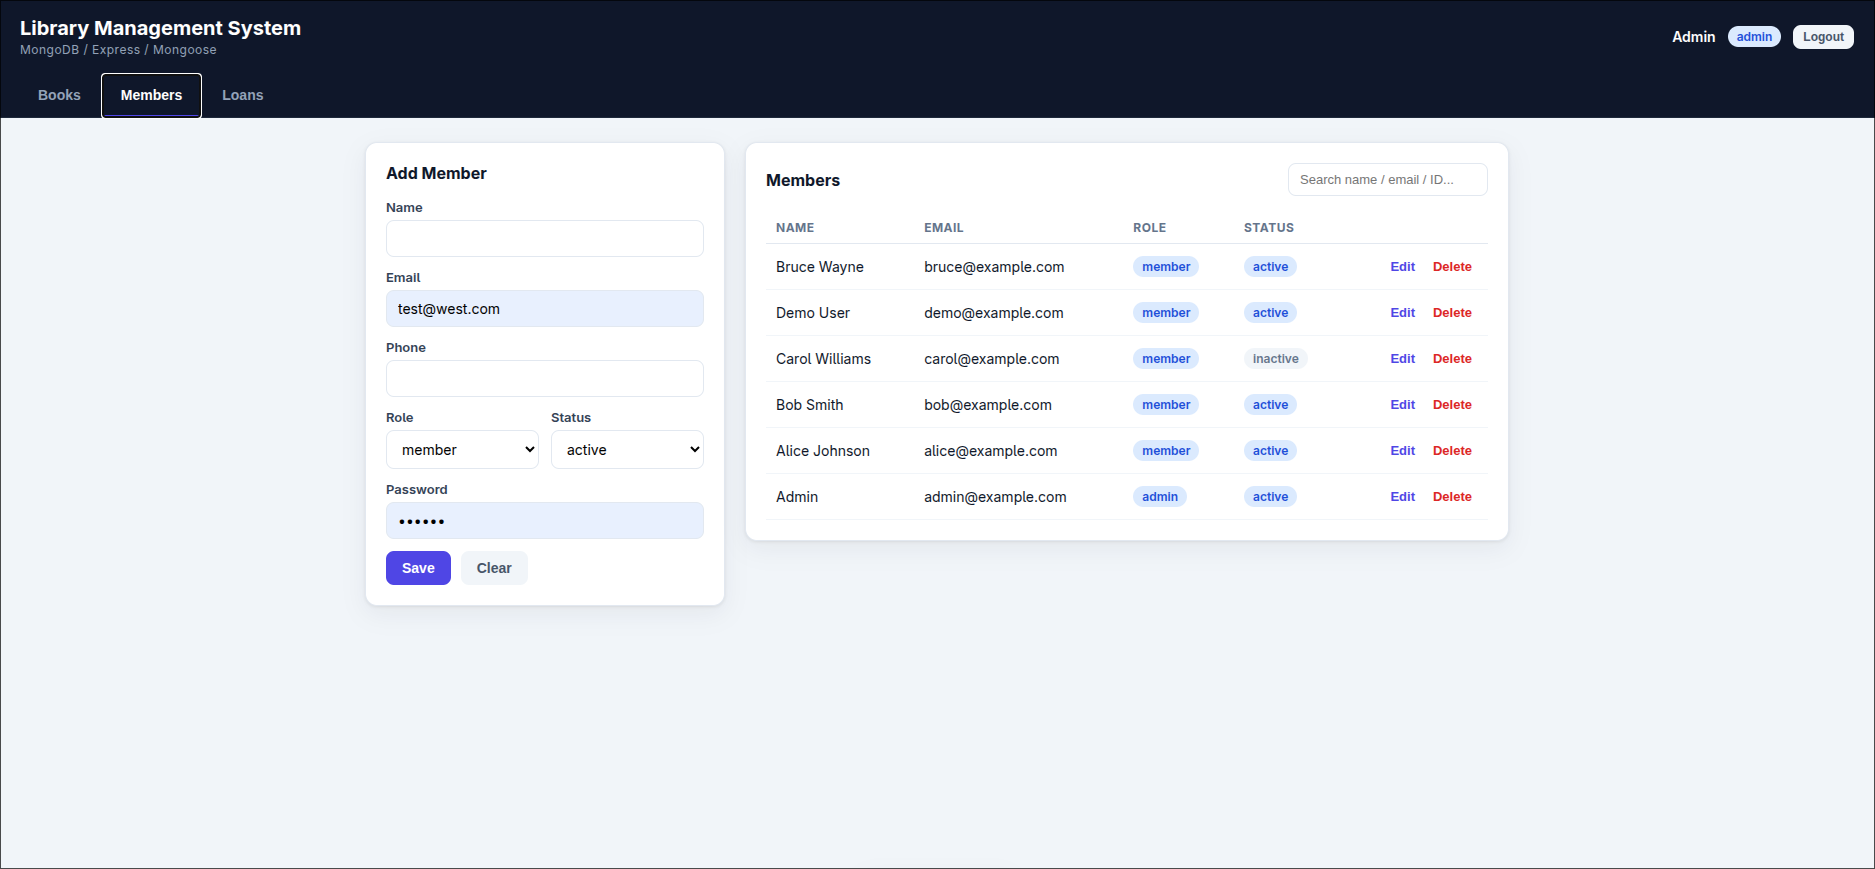 Library Management System
MongoDB / Express / Mongoose
Admin admin Logout
Books Members Loans
Add Member
Name
Email
test@west.com
Phone
Role Status
member active
Password
••••••
Save Clear
Members
Search name / email / ID...
NAME EMAIL ROLE STATUS
Bruce Wayne bruce@example.com member active Edit Delete
Demo User demo@example.com member active Edit Delete
Carol Williams carol@example.com member inactive Edit Delete
Bob Smith bob@example.com member active Edit Delete
Alice Johnson alice@example.com member active Edit Delete
Admin admin@example.com admin active Edit Delete